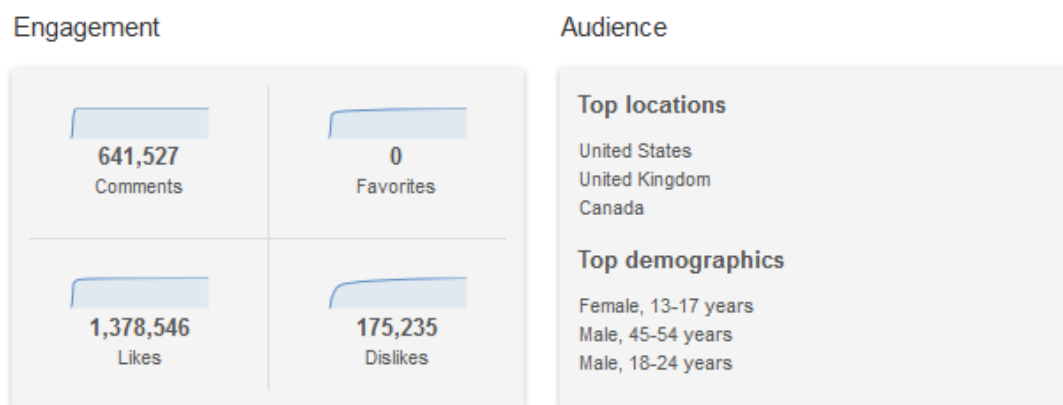 Engagement
641,527
Comments
0
Favorites
1,378,546
Likes
175,235
Dislikes
Audience
Top locations
United States
United Kingdom
Canada
Top demographics
Female, 13-17 years
Male, 45-54 years
Male, 18-24 years